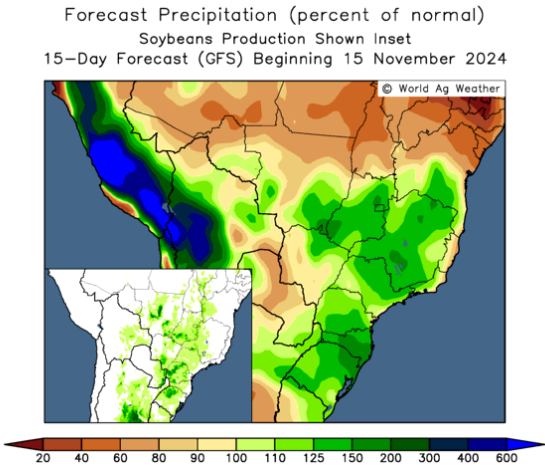 Forecast Precipitation (percent of normal)
Soybeans Production Shown Inset
15-Day Forecast (GFS) Beginning 15 November 2024
© World Ag Weather
20 40 60 80 90 100 110 125 150 200 300 400 600